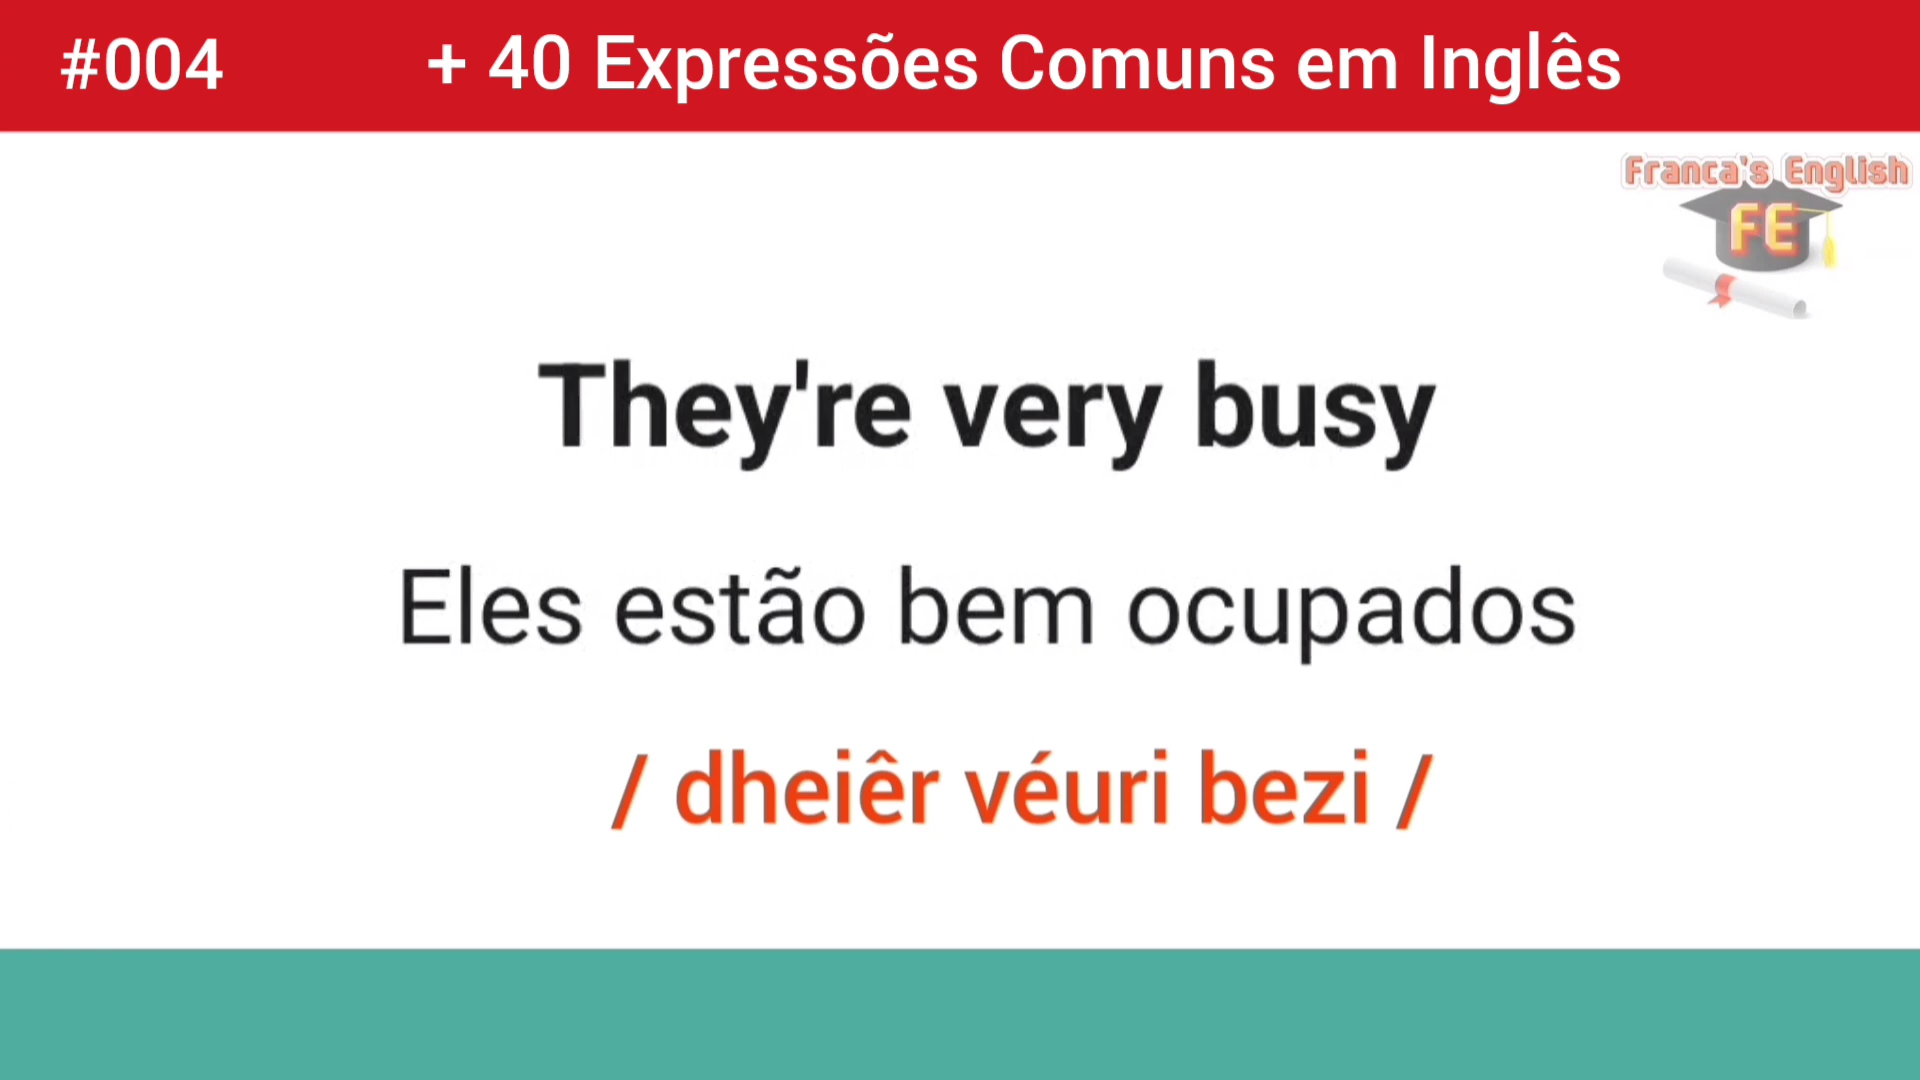 #004 + 40 Expressões Comuns em Inglês
Franca's English
FE
They're very busy
Eles estão bem ocupados
/ dheiêr véuri bezi /